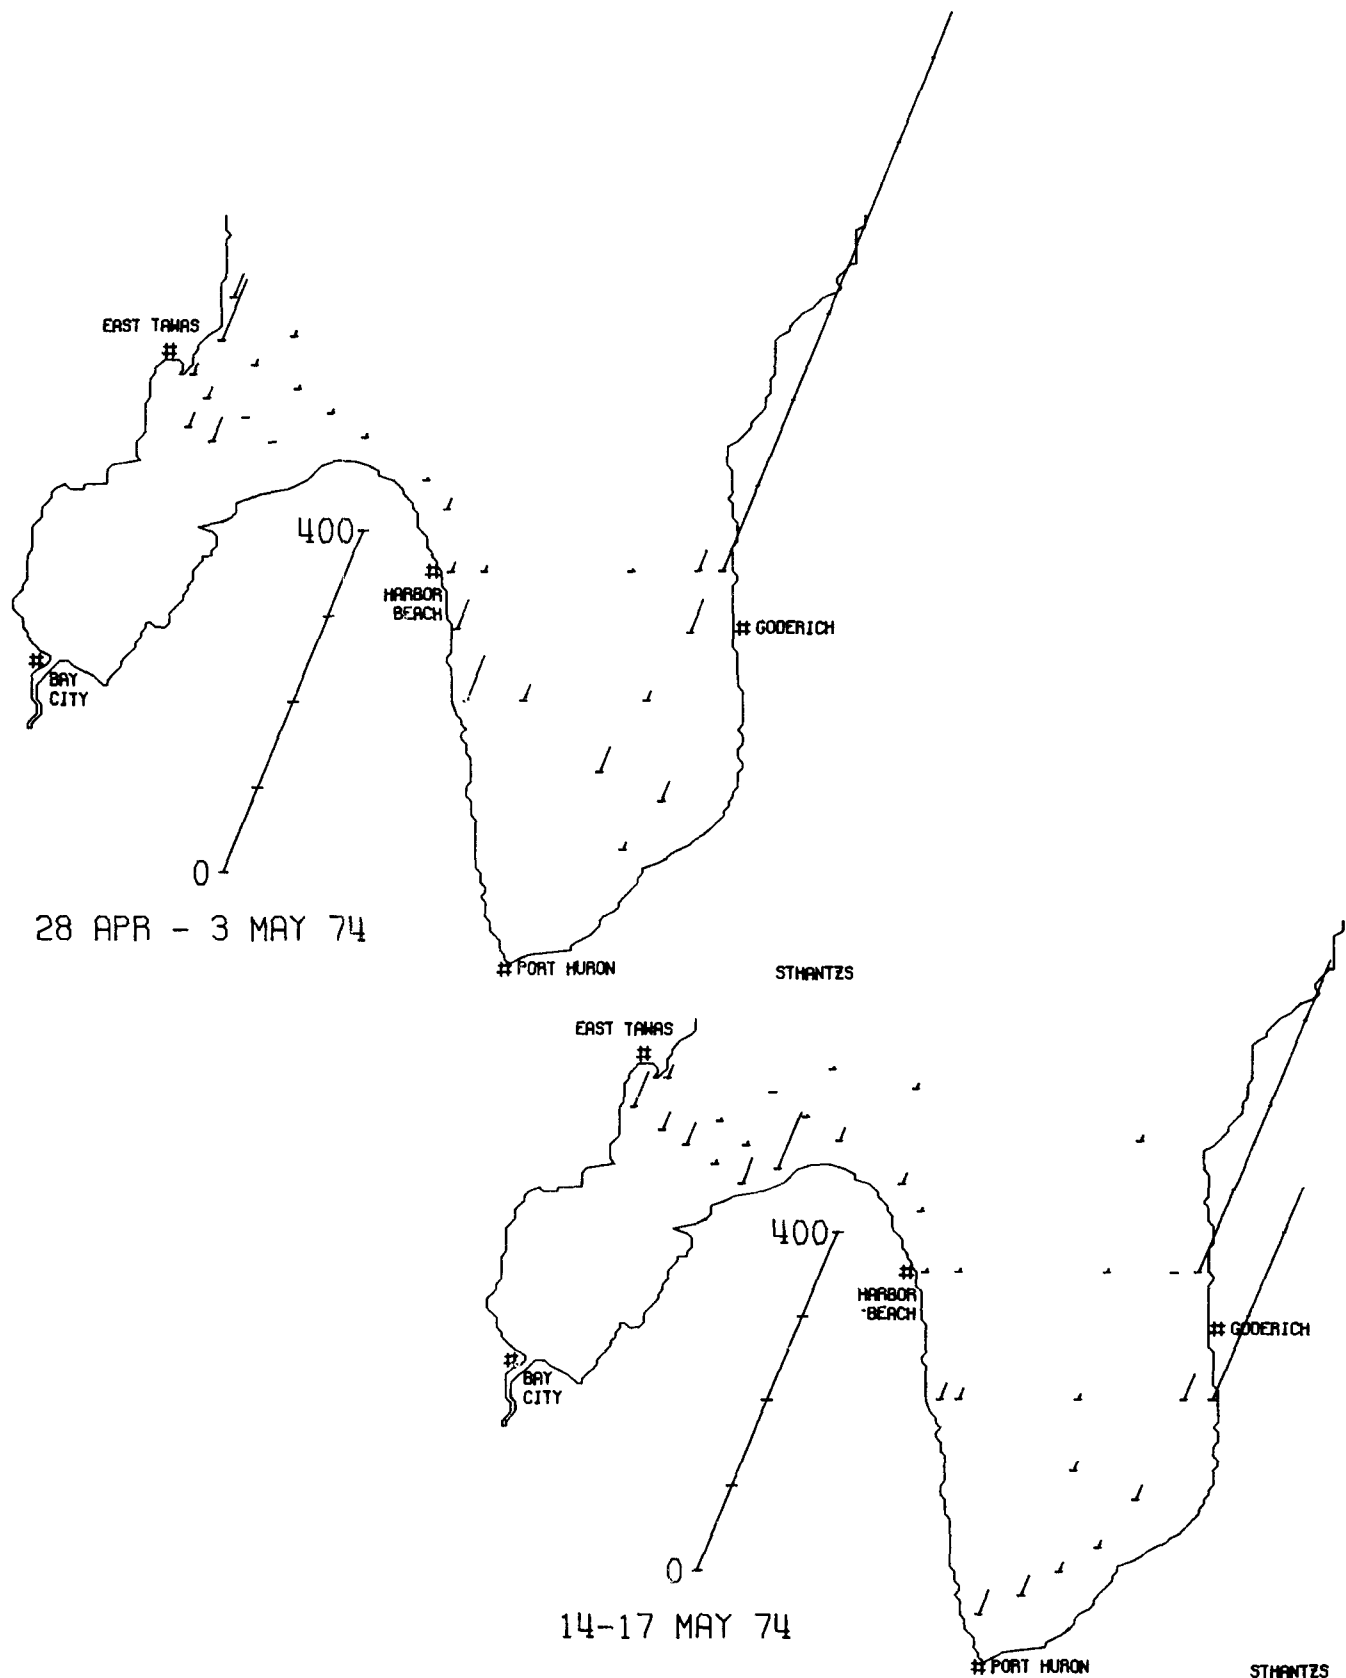 EAST TAWAS
#
400
#
HARBOR
BEACH
# GODERICH
#
BAY
CITY
0
28 APR - 3 MAY 74
# PORT HURON
STHANTZS
EAST TAWAS
#
400
#
HARBOR
BEACH
# GODERICH
#
BAY
CITY
0
14-17 MAY 74
# PORT HURON
STHANTZS